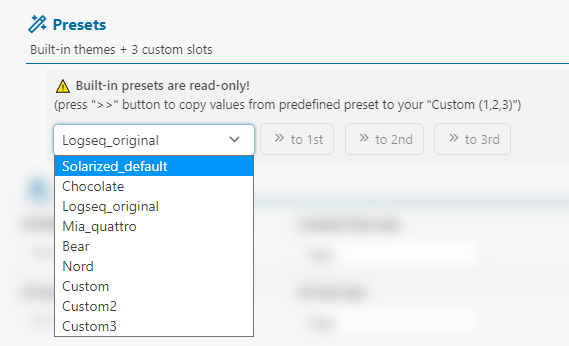 Presets
Built-in themes + 3 custom slots
Built-in presets are read-only!
(press ">>" button to copy values from predefined preset to your "Custom (1,2,3)")
Logseq_original
to 1st
to 2nd
to 3rd
Solarized_default
Chocolate
Logseq_original
Mia_quattro
Bear
Nord
Custom
Custom2
Custom3